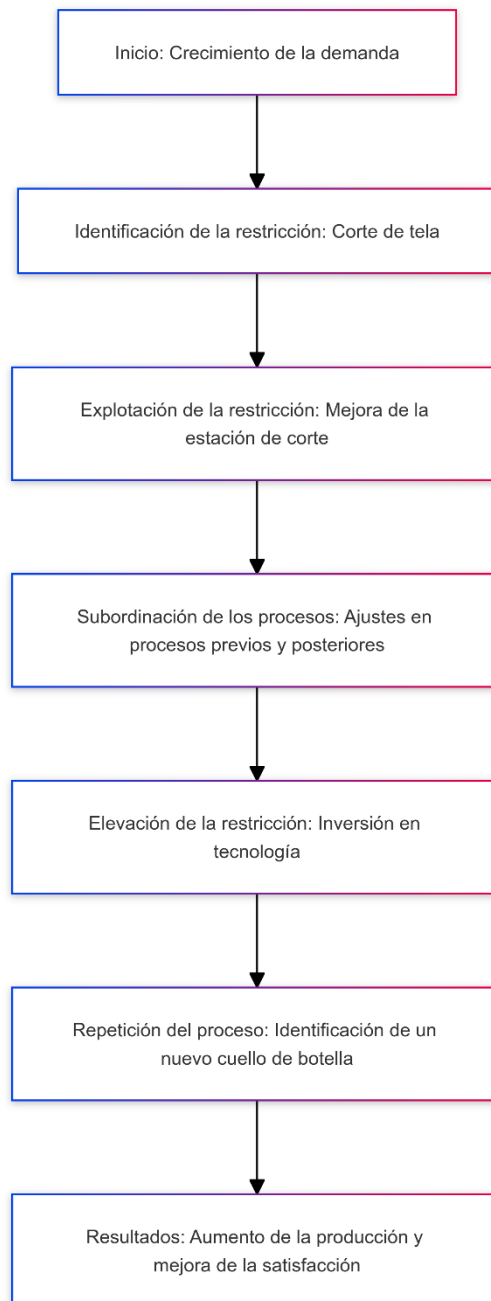 Inicio: Crecimiento de la demanda
Identificación de la restricción: Corte de tela
Explotación de la restricción: Mejora de la
estación de corte
Subordinación de los procesos: Ajustes en
procesos previos y posteriores
Elevación de la restricción: Inversión en
tecnología
Repetición del proceso: Identificación de un
nuevo cuello de botella
Resultados: Aumento de la producción y
mejora de la satisfacción